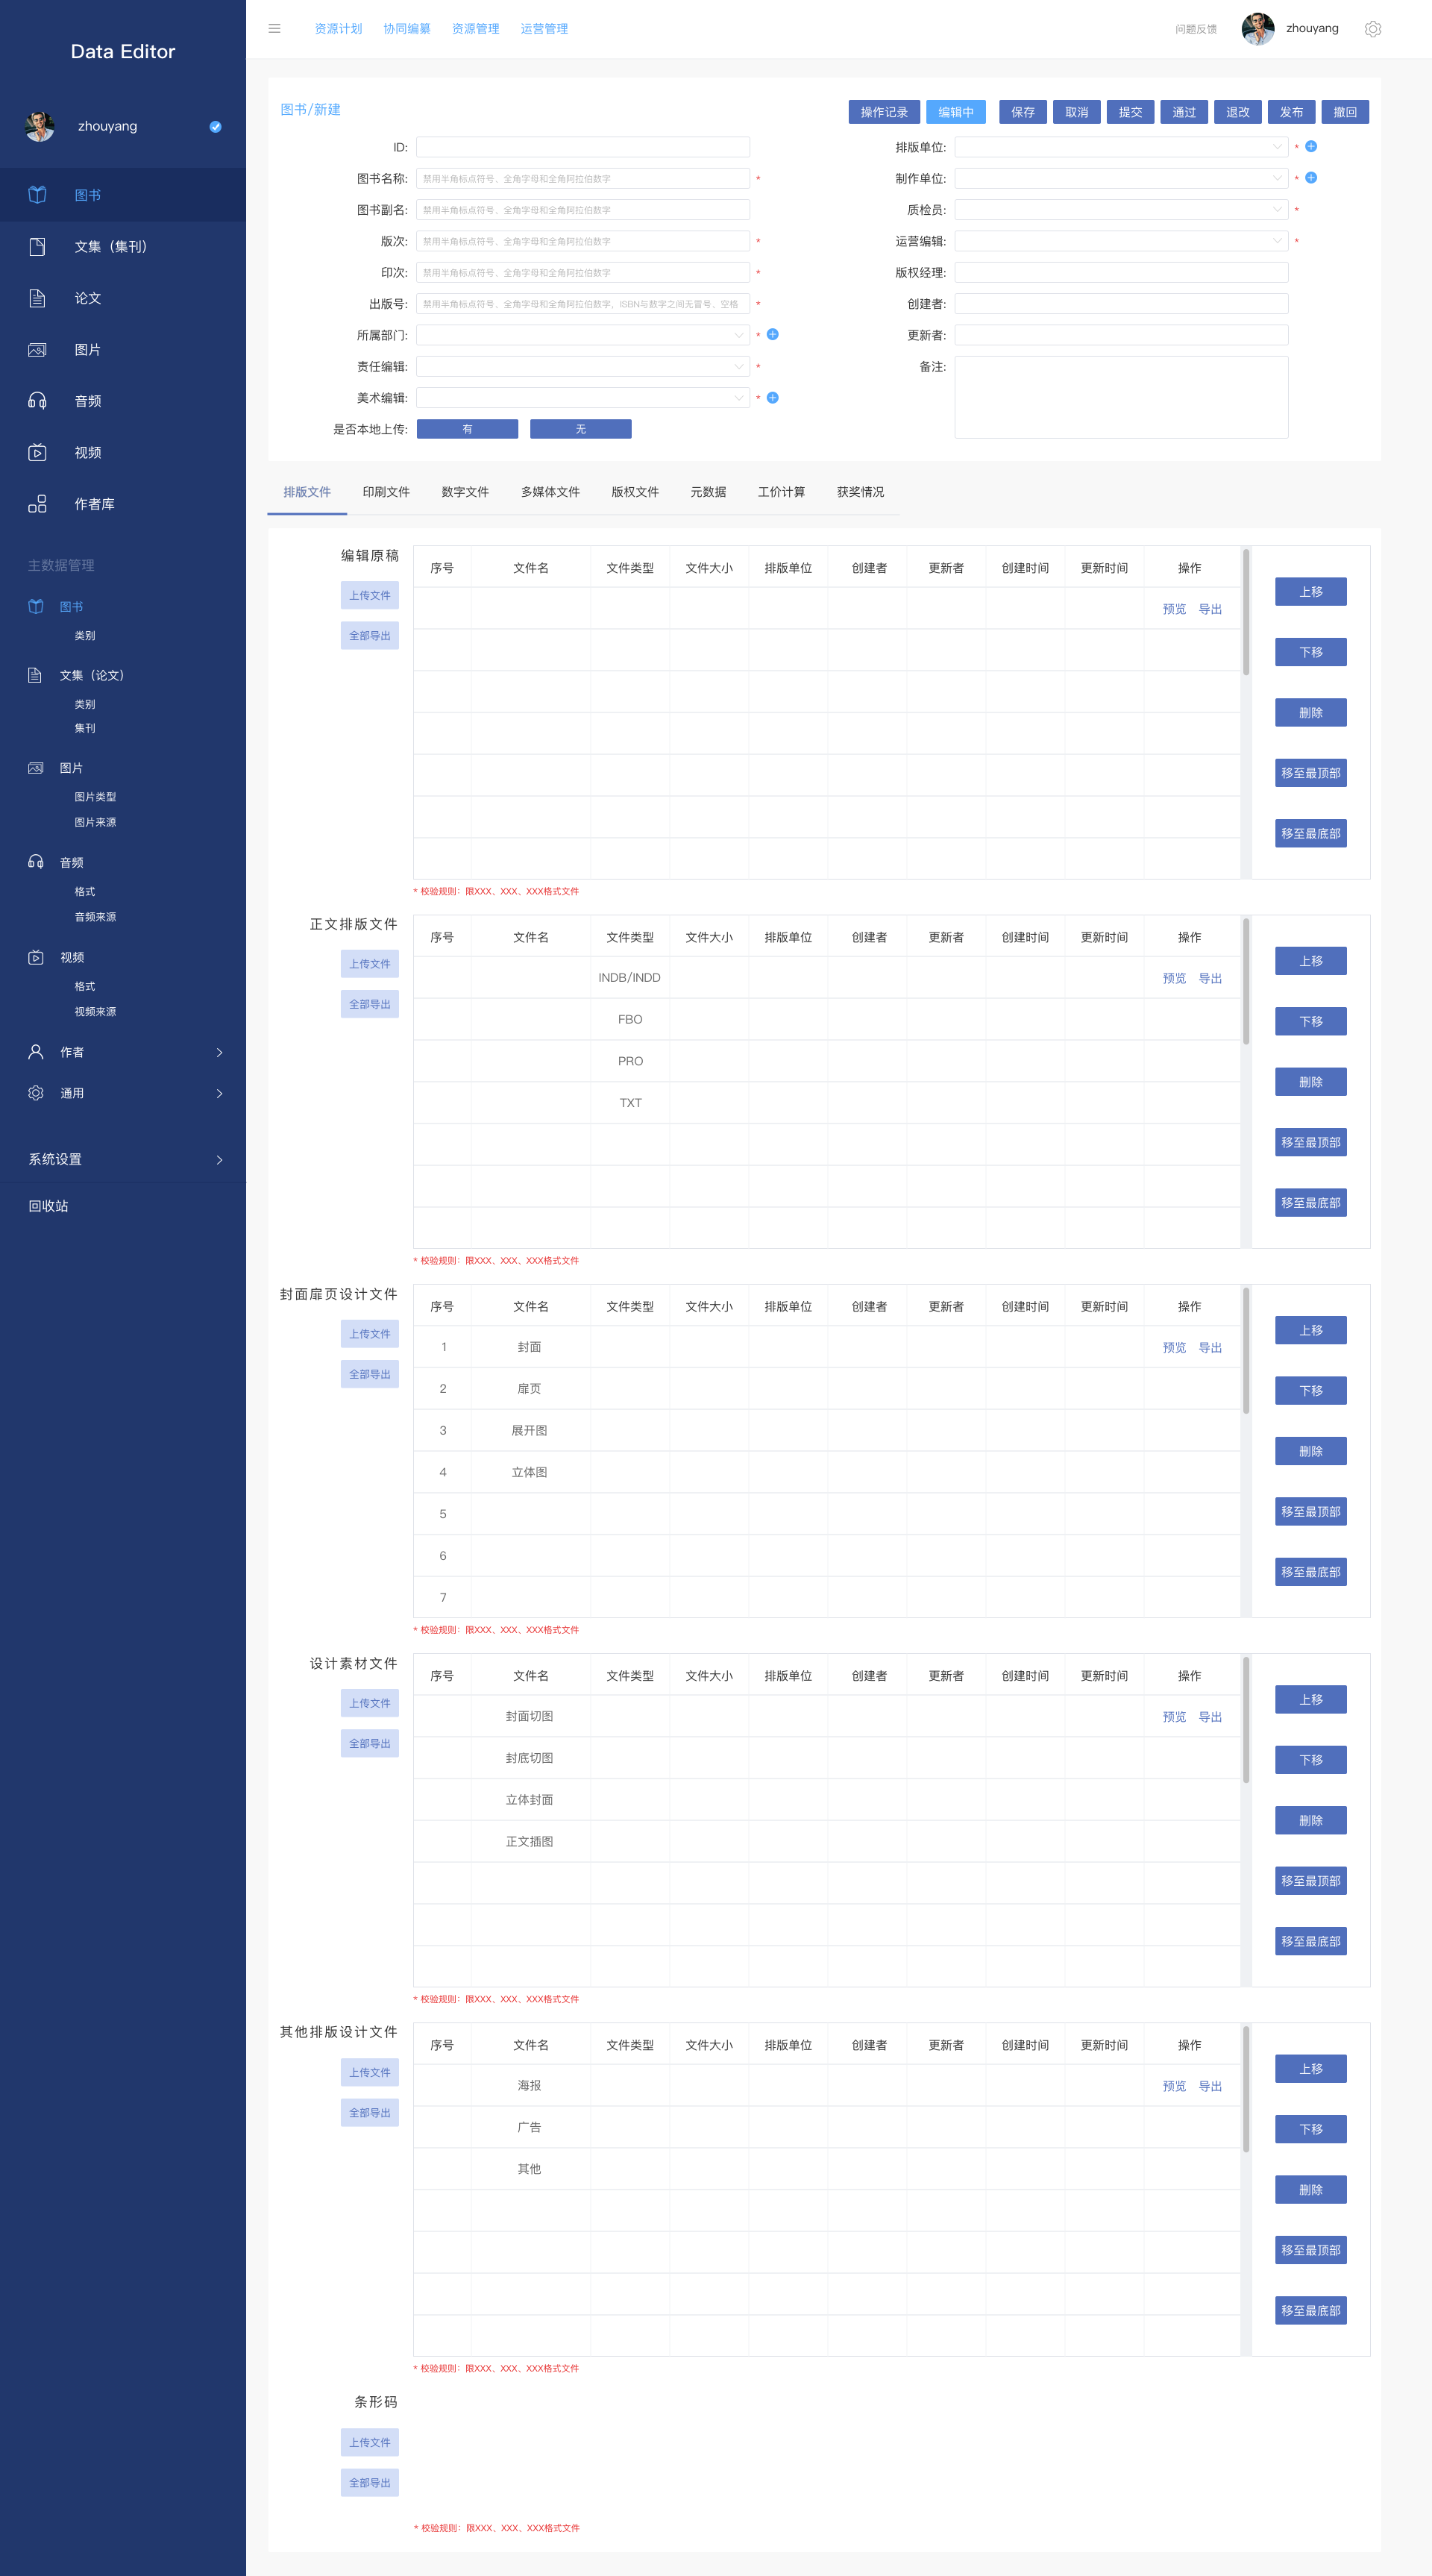 Data Editor
zhouyang
图书
文集（集刊）
论文
图片
音频
视频
作者库
主数据管理
图书
类别
文集（论文）
类别
集刊
图片
图片类型
图片来源
音频
格式
音频来源
视频
格式
视频来源
作者
通用
系统设置
回收站
资源计划 协同编纂 资源管理 运营管理
问题反馈 zhouyang
图书/新建
操作记录 编辑中 保存 取消 提交 通过 退改 发布 撤回
ID:
图书名称: 禁用半角标点符号，全角字母和全角阿拉伯数字 *
图书副名: 禁用半角标点符号，全角字母和全角阿拉伯数字
版次: 禁用半角标点符号，全角字母和全角阿拉伯数字 *
印次: 禁用半角标点符号，全角字母和全角阿拉伯数字 *
出版号: 禁用半角标点符号，全角字母和全角阿拉伯数字，ISBN与数字之间无冒号，空格 *
所属部门: *
责任编辑: *
美术编辑: *
是否本地上传: 有 无
排版单位: *
制作单位: *
质检员: *
运营编辑: *
版权经理:
创建者:
更新者:
备注:
排版文件 印刷文件 数字文件 多媒体文件 版权文件 元数据 工价计算 获奖情况
编辑原稿
上传文件
全部导出
序号 文件名 文件类型 文件大小 排版单位 创建者 更新者 创建时间 更新时间 操作
预览 导出
上移
下移
删除
移至最顶部
移至最底部
* 校验规则：限XXX、XXX、XXX格式文件
正文排版文件
上传文件
全部导出
序号 文件名 文件类型 文件大小 排版单位 创建者 更新者 创建时间 更新时间 操作
INDB/INDD 预览 导出
FBO
PRO
TXT
上移
下移
删除
移至最顶部
移至最底部
* 校验规则：限XXX、XXX、XXX格式文件
封面扉页设计文件
上传文件
全部导出
序号 文件名 文件类型 文件大小 排版单位 创建者 更新者 创建时间 更新时间 操作
1 封面 预览 导出
2 扉页
3 展开图
4 立体图
5
6
7
上移
下移
删除
移至最顶部
移至最底部
* 校验规则：限XXX、XXX、XXX格式文件
设计素材文件
上传文件
全部导出
序号 文件名 文件类型 文件大小 排版单位 创建者 更新者 创建时间 更新时间 操作
封面切图 预览 导出
封底切图
立体封面
正文插图
上移
下移
删除
移至最顶部
移至最底部
* 校验规则：限XXX、XXX、XXX格式文件
其他排版设计文件
上传文件
全部导出
序号 文件名 文件类型 文件大小 排版单位 创建者 更新者 创建时间 更新时间 操作
海报 预览 导出
广告
其他
上移
下移
删除
移至最顶部
移至最底部
* 校验规则：限XXX、XXX、XXX格式文件
条形码
上传文件
全部导出
* 校验规则：限XXX、XXX、XXX格式文件